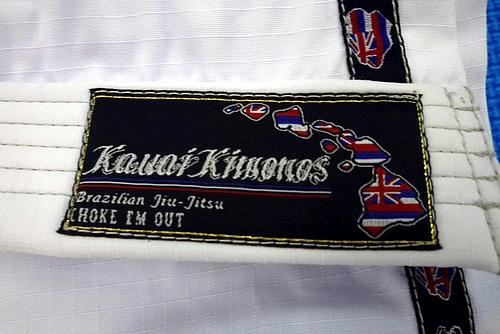 Kauai Kimonos
Brazilian Jiu-Jitsu
CHOKE EM OUT